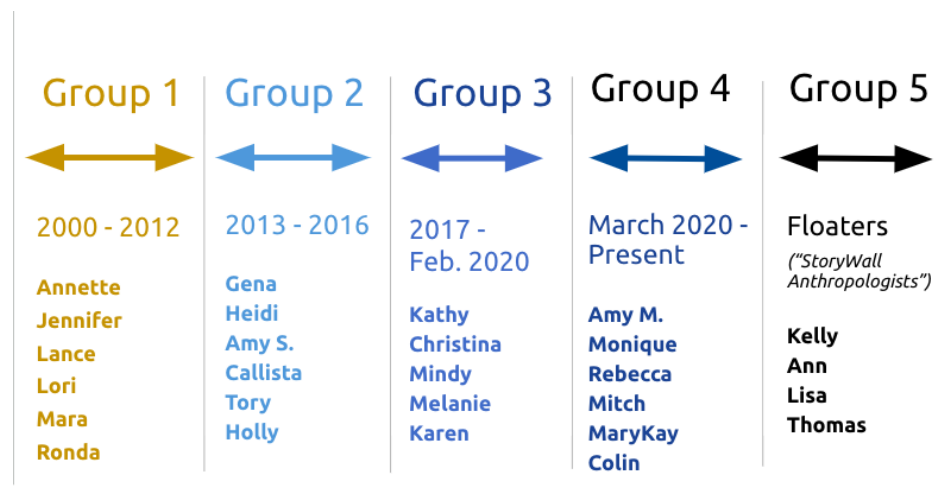 Group 1
2000 - 2012
Annette
Jennifer
Lance
Lori
Mara
Ronda
Group 2
2013 - 2016
Gena
Heidi
Amy S.
Callista
Tory
Holly
Group 3
2017 -
Feb. 2020
Kathy
Christina
Mindy
Melanie
Karen
Group 4
March 2020 -
Present
Amy M.
Monique
Rebecca
Mitch
MaryKay
Colin
Group 5
Floaters
(“StoryWall
Anthropologists”)
Kelly
Ann
Lisa
Thomas